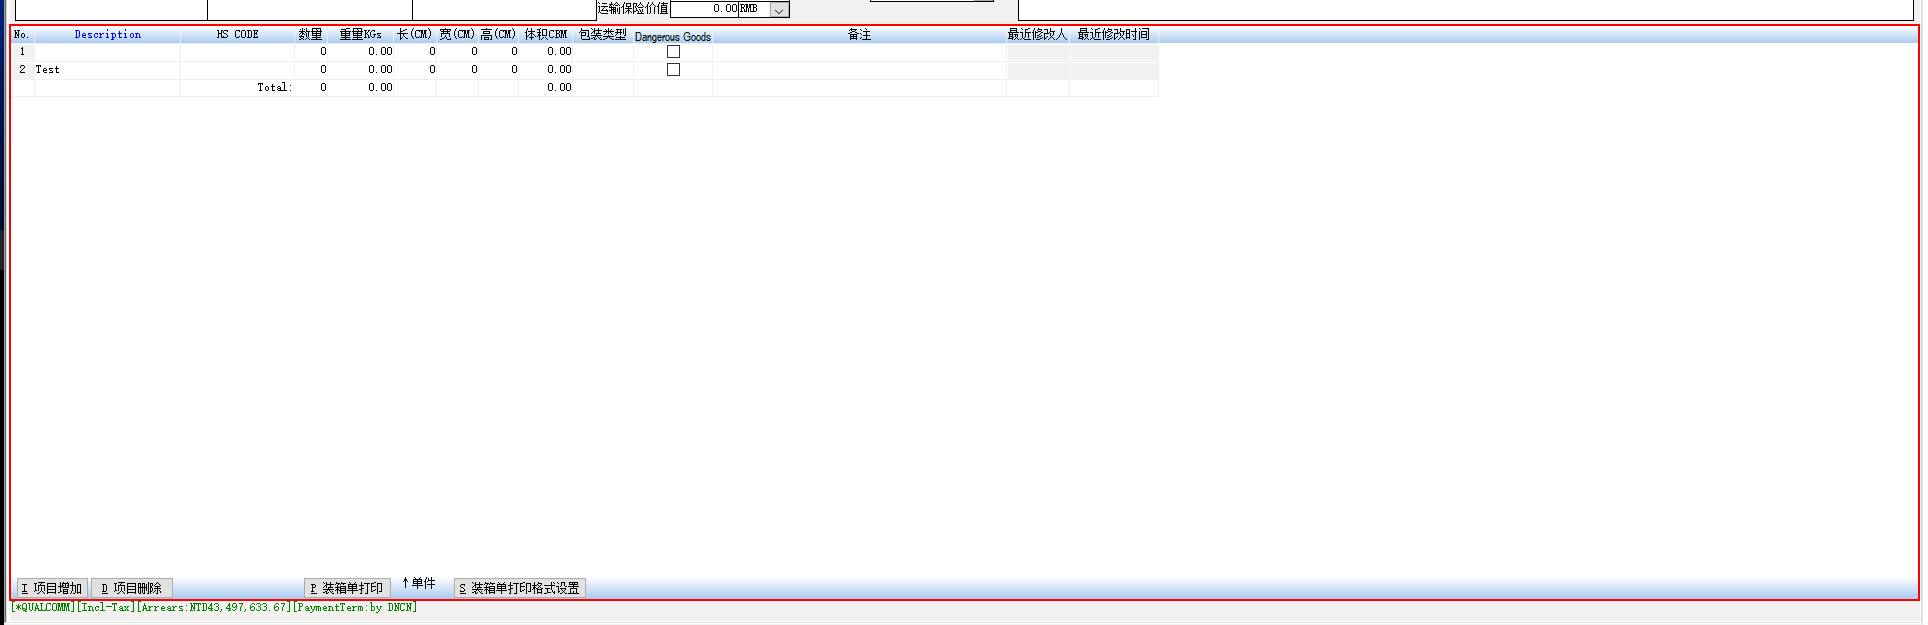 运输保险价值 0.00 RMB
No. Description HS CODE 数量 重量KGs 长(CM) 宽(CM) 高(CM) 体积CBM 包装类型 Dangerous Goods 备注 最近修改人 最近修改时间
1 0 0.00 0 0 0 0.00
2 Test 0 0.00 0 0 0 0.00
Total: 0 0.00 0.00
I 项目增加 D 项目删除 P 装箱单打印 ↑单件 S 装箱单打印格式设置
[*QUALCOMM][Incl-Tax][Arrears:NTD43,497,633.67][PaymentTerm:by DNCN]